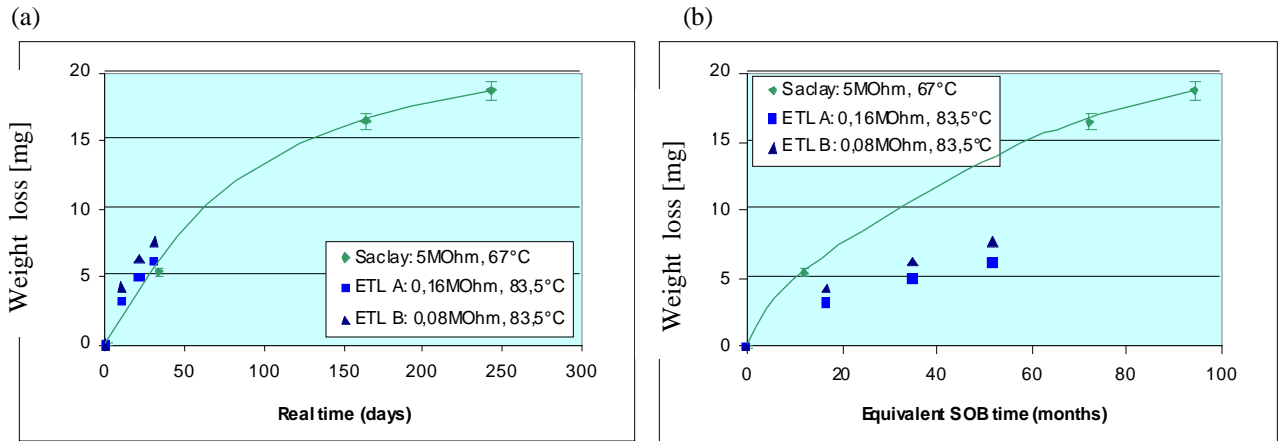 (a)
(b)
Weight loss [mg]
20
15
10
5
0
0
50
100
150
200
250
300
Real time (days)
Saclay: 5MOhm, 67°C
ETL A: 0,16MOhm, 83,5°C
ETL B: 0,08MOhm, 83,5°C
Weight loss [mg]
20
15
10
5
0
0
20
40
60
80
100
Equivalent SOB time (months)
Saclay: 5MOhm, 67°C
ETL A: 0,16MOhm, 83,5°C
ETL B: 0,08MOhm, 83,5°C